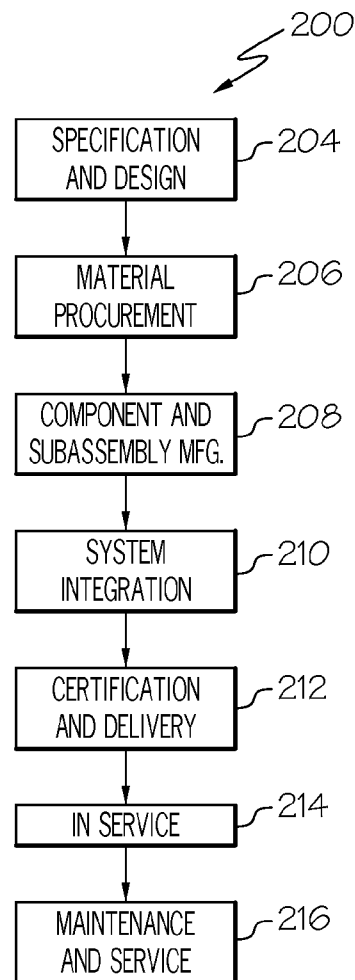 200
SPECIFICATION
AND DESIGN
204
MATERIAL
PROCUREMENT
206
COMPONENT AND
SUBASSEMBLY MFG.
208
SYSTEM
INTEGRATION
210
CERTIFICATION
AND DELIVERY
212
IN SERVICE
214
MAINTENANCE
AND SERVICE
216